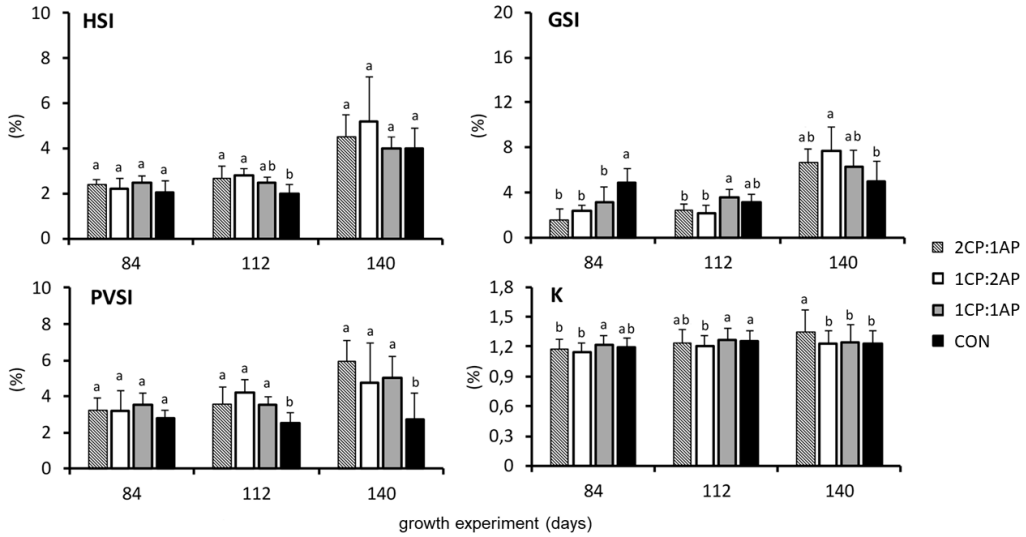 HSI
10
8
6
4
2
0
(%)
a a a a
a a ab b
a a a a
84 112 140
GSI
20
16
12
8
4
0
(%)
b b b a
b b a ab
ab a ab b
84 112 140
PVSI
10
8
6
4
2
0
(%)
a a a a
a a a b
a a a b
84 112 140
K
1,8
1,5
1,2
0,9
0,6
0,3
0
(%)
b b a ab
ab b a a
a b b b
84 112 140
2CP:1AP
1CP:2AP
1CP:1AP
CON
growth experiment (days)